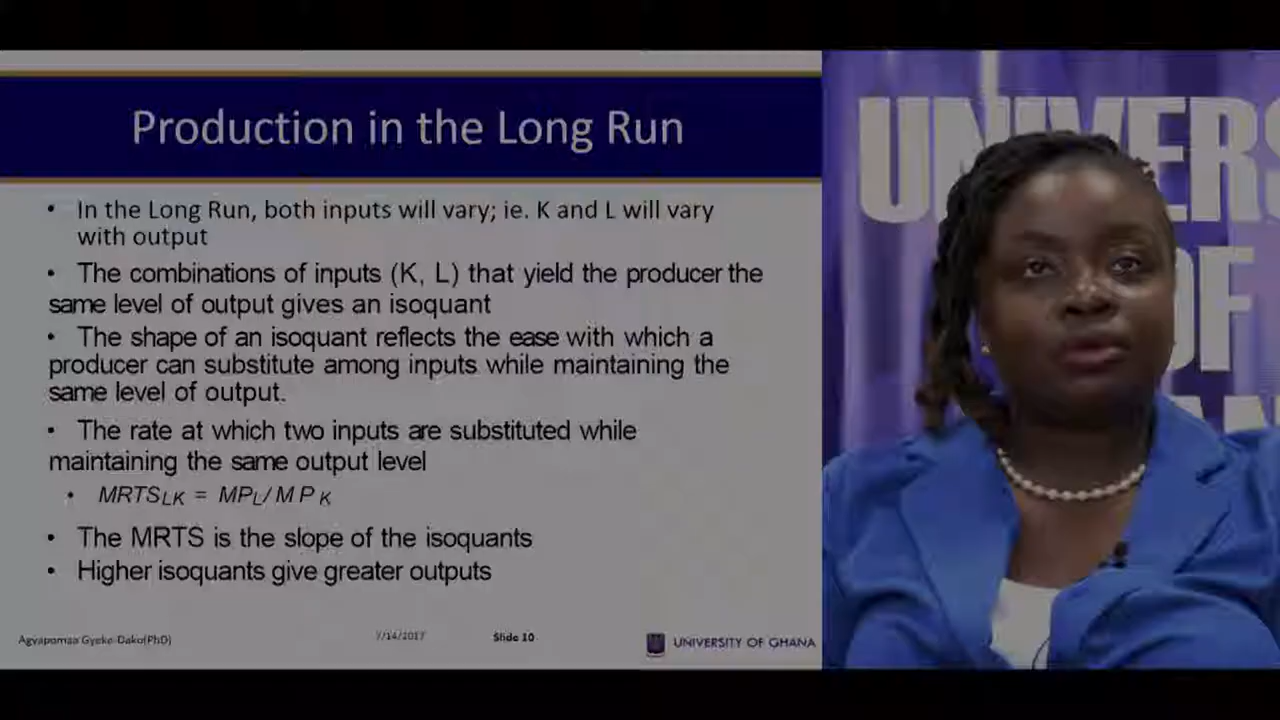 Production in the Long Run
• In the Long Run, both inputs will vary; ie. K and L will vary
with output
• The combinations of inputs (K, L) that yield the producer the
same level of output gives an isoquant
• The shape of an isoquant reflects the ease with which a
producer can substitute among inputs while maintaining the
same level of output.
• The rate at which two inputs are substituted while
maintaining the same output level
• MRTSLK = MPL/MPK
• The MRTS is the slope of the isoquants
• Higher isoquants give greater outputs
Agyapomaa Gyeke-Dako(PhD)
7/14/2017
Slide 10
UNIVERSITY OF GHANA
UNIVERS
OF